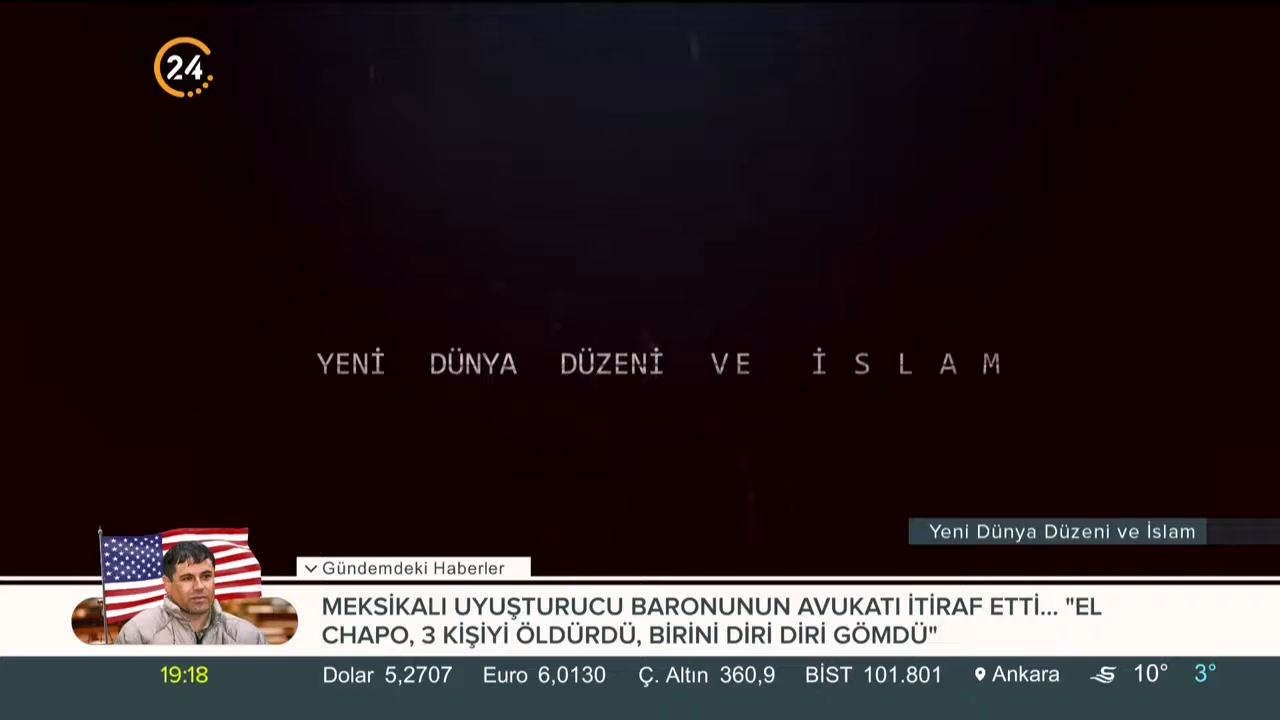 24
YENİ DÜNYA DÜZENİ VE İSLAM
Yeni Dünya Düzeni ve İslam
Gündemdeki Haberler
MEKSİKALI UYUŞTURUCU BARONUNUN AVUKATI İTİRAF ETTİ... "EL
CHAPO, 3 KİŞİYİ ÖLDÜRDÜ, BİRİNİ DİRİ DİRİ GÖMDÜ"
19:18 Dolar 5,2707 Euro 6,0130 Ç. Altın 360,9 BİST 101.801 Ankara 10° 3°